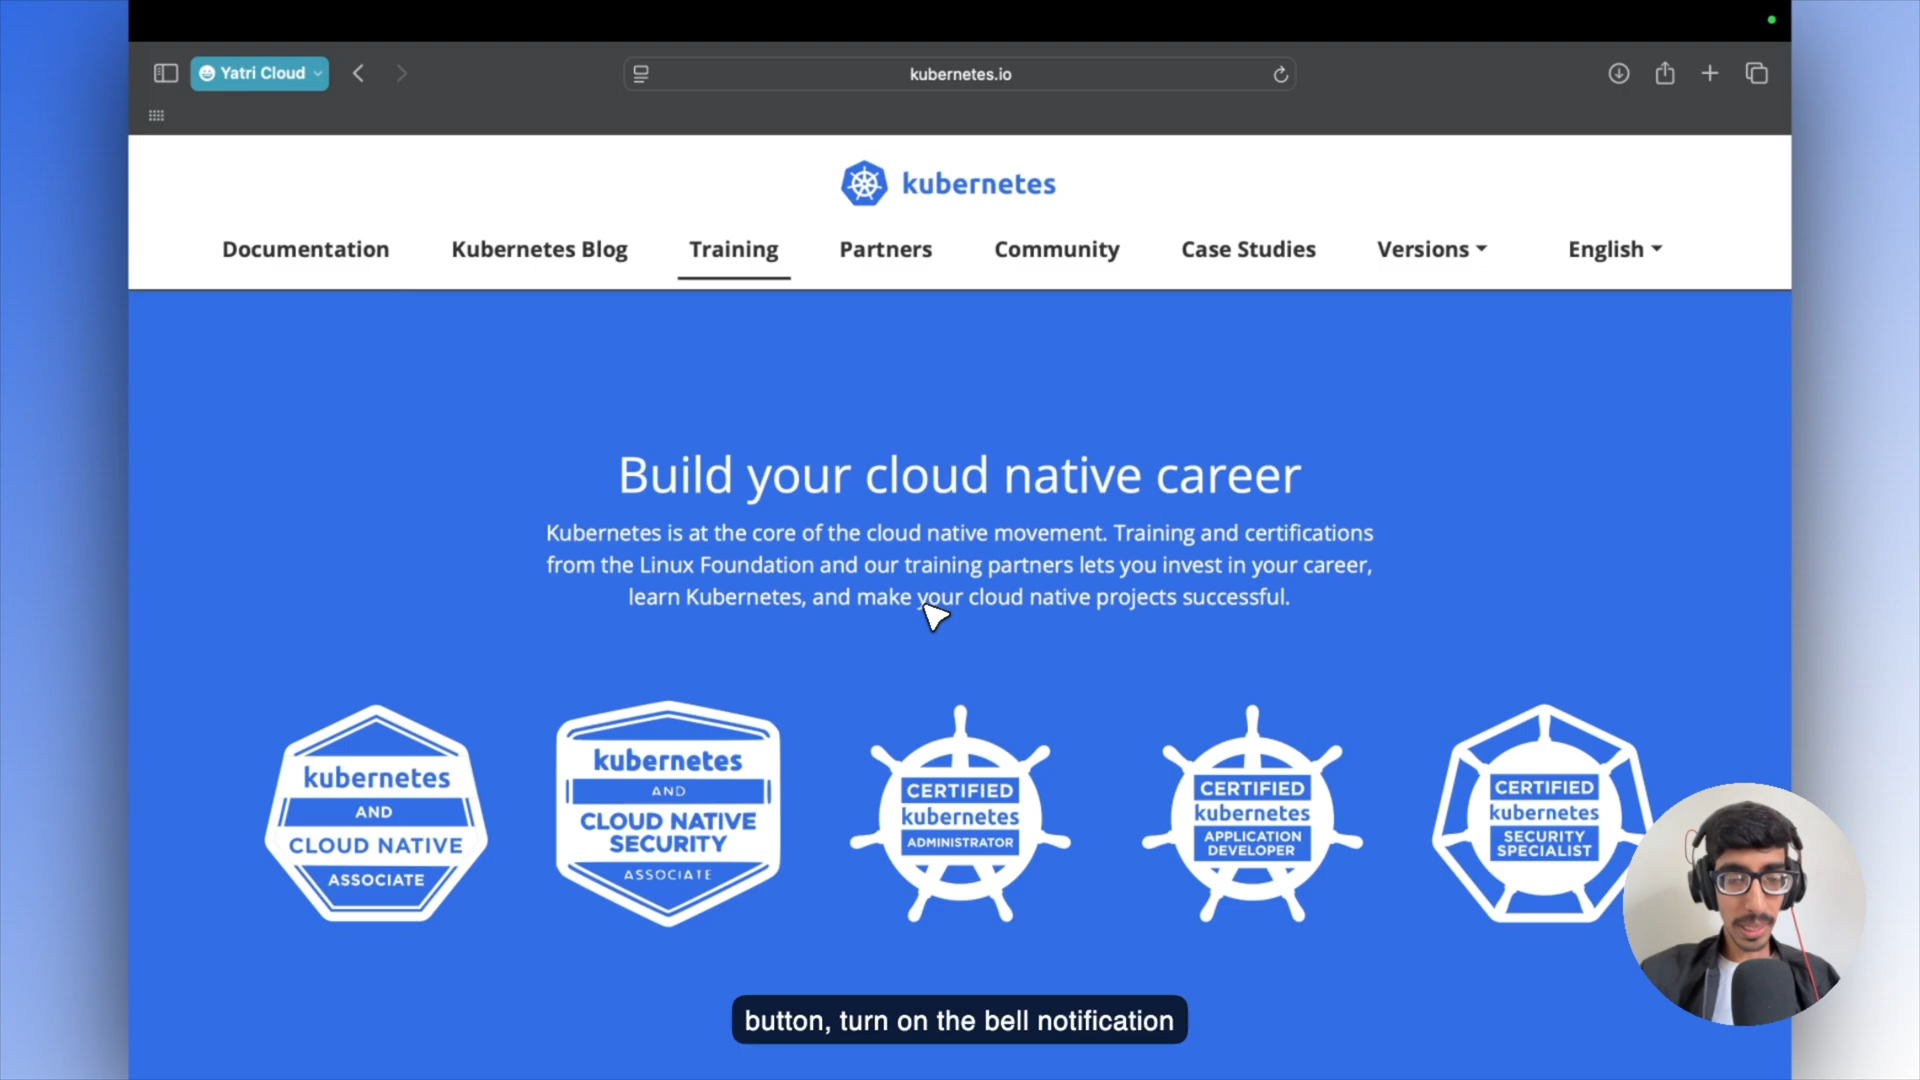 Yatri Cloud
kubernetes.io
kubernetes
Documentation
Kubernetes Blog
Training
Partners
Community
Case Studies
Versions
English
Build your cloud native career
Kubernetes is at the core of the cloud native movement. Training and certifications
from the Linux Foundation and our training partners lets you invest in your career,
learn Kubernetes, and make your cloud native projects successful.
kubernetes
AND
CLOUD NATIVE
ASSOCIATE
kubernetes
AND
CLOUD NATIVE
SECURITY
ASSOCIATE
CERTIFIED
kubernetes
ADMINISTRATOR
CERTIFIED
kubernetes
APPLICATION
DEVELOPER
CERTIFIED
kubernetes
SECURITY
SPECIALIST
button, turn on the bell notification